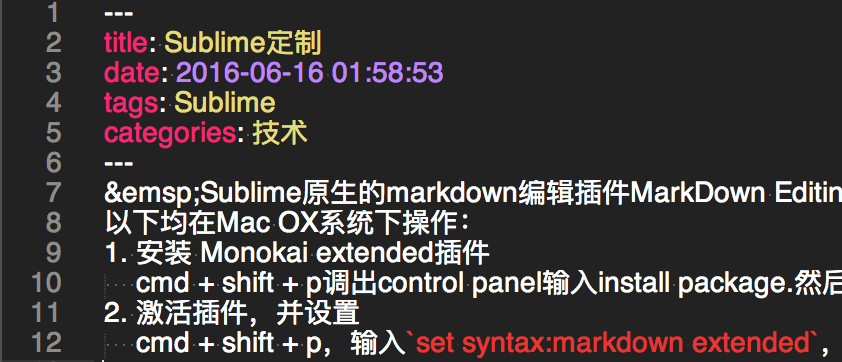 1 ---
2 title: Sublime定制
3 date: 2016-06-16 01:58:53
4 tags: Sublime
5 categories: 技术
6 ---
7 &emsp;Sublime原生的markdown编辑插件MarkDown Editin
8 以下均在Mac OX系统下操作：
9 1. 安装 Monokai extended插件
10 cmd + shift + p调出control panel输入install package.然后
11 2. 激活插件，并设置
12 cmd + shift + p，输入`set syntax:markdown extended`，